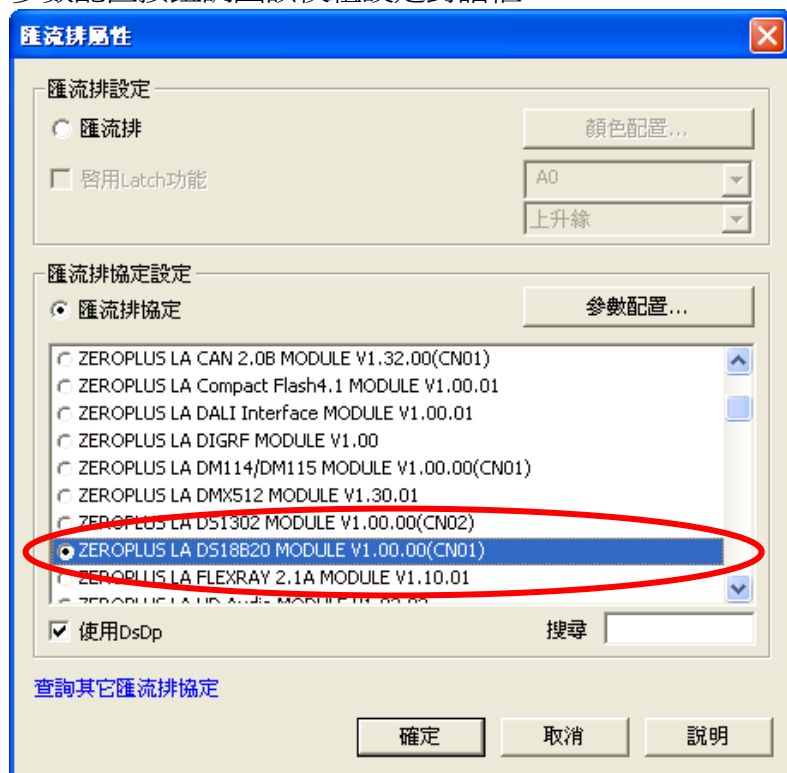 匯流排屬性
匯流排設定
匯流排
顏色配置...
啓用Latch功能
A0
上升緣
匯流排協定設定
匯流排協定
參數配置...
ZEROPLUS LA CAN 2.0B MODULE V1.32.00(CN01)
ZEROPLUS LA Compact Flash4.1 MODULE V1.00.01
ZEROPLUS LA DALI Interface MODULE V1.00.01
ZEROPLUS LA DIGRF MODULE V1.00
ZEROPLUS LA DM114/DM115 MODULE V1.00.00(CN01)
ZEROPLUS LA DMX512 MODULE V1.30.01
ZEROPLUS LA DS1302 MODULE V1.00.00(CN02)
ZEROPLUS LA DS18B20 MODULE V1.00.00(CN01)
ZEROPLUS LA FLEXRAY 2.1A MODULE V1.10.01
ZEROPLUS LA HD Audio MODULE
使用DsDp
搜尋
查詢其它匯流排協定
確定
取消
說明